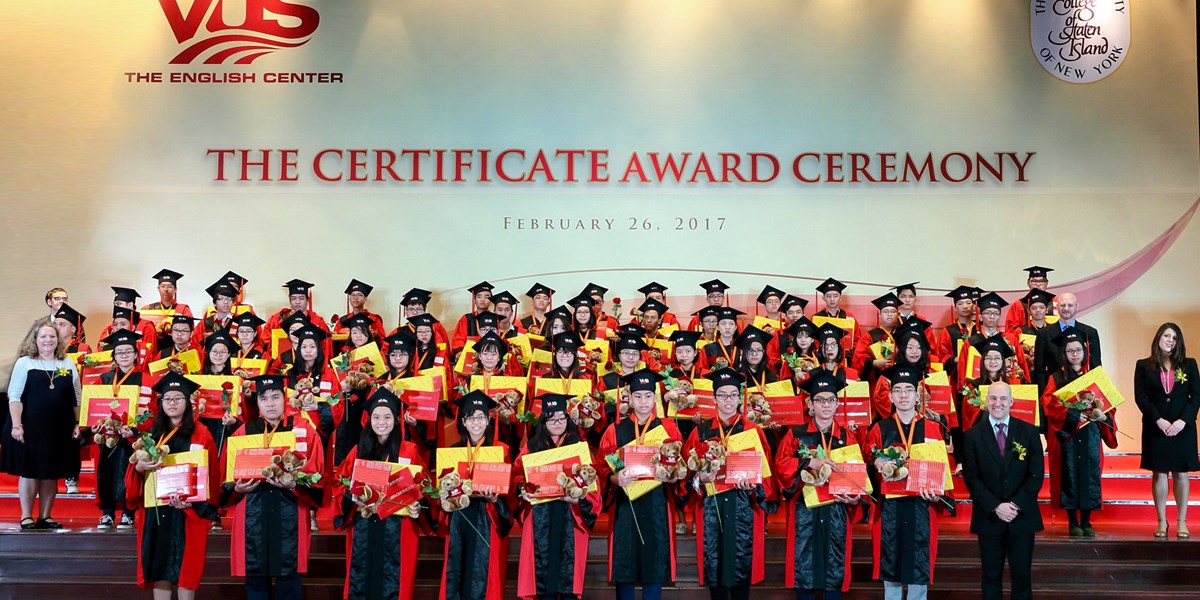 VUS
THE ENGLISH CENTER
College
of
Staten
Island
OF NEW YORK
THE CERTIFICATE AWARD CEREMONY
FEBRUARY 26, 2017